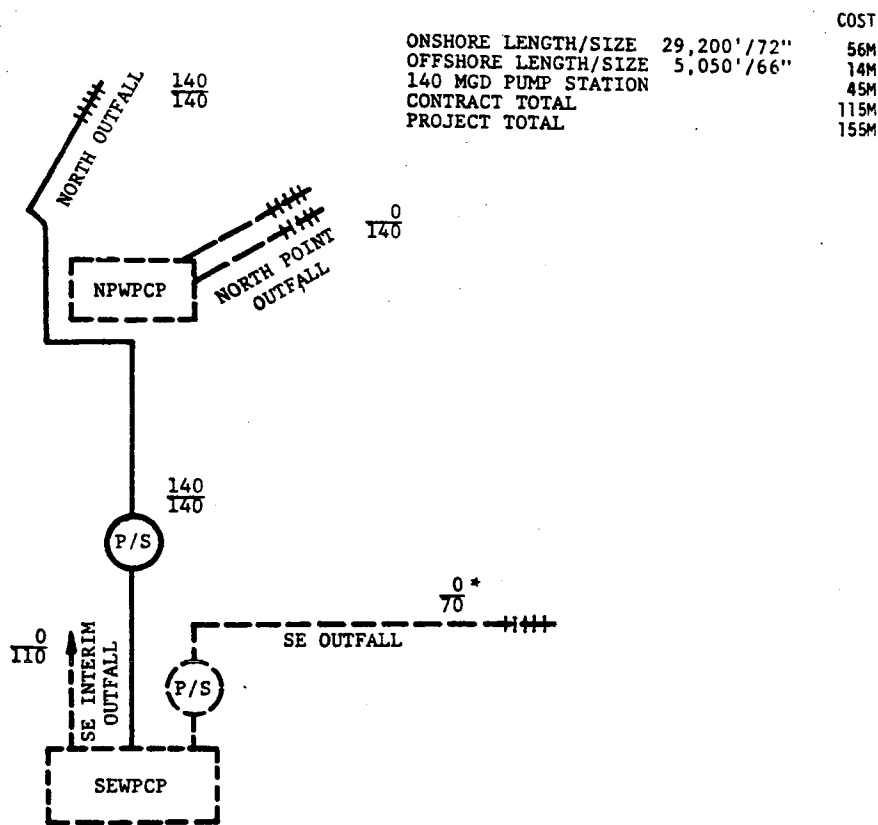 COST
ONSHORE LENGTH/SIZE 29,200'/72" 56M
OFFSHORE LENGTH/SIZE 5,050'/66" 14M
140 MGD PUMP STATION 45M
CONTRACT TOTAL 115M
PROJECT TOTAL 155M
NORTH OUTFALL
140
140
NPWPCP
NORTH POINT
OUTFALL
0
140
140
140
P/S
0
110
SE INTERIM
OUTFALL
P/S
0 *
70
SE OUTFALL
SEWPCP